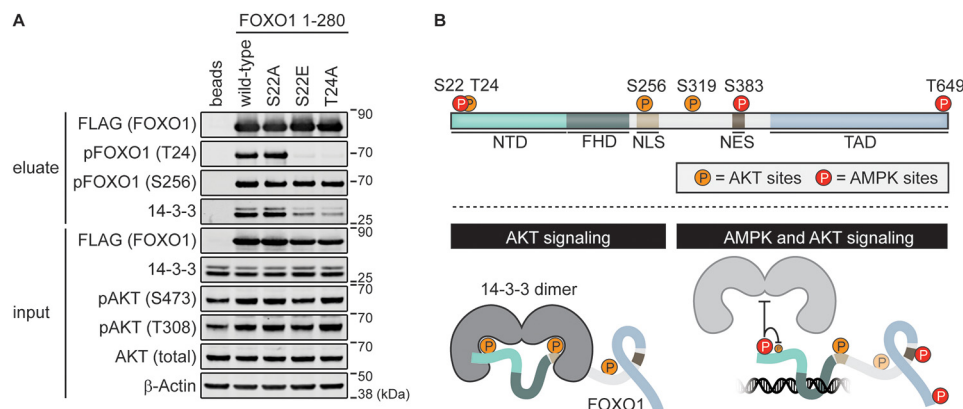 A
FOXO1 1-280
beads
wild-type
S22A
S22E
T24A
eluate
FLAG (FOXO1)
90
pFOXO1 (T24)
70
pFOXO1 (S256)
70
14-3-3
25
input
FLAG (FOXO1)
90
14-3-3
25
pAKT (S473)
70
pAKT (T308)
70
AKT (total)
70
β-Actin
50
38 (kDa)
B
S22 T24 S256 S319 S383 T649
P P P P P P
NTD FHD NLS NES TAD
P = AKT sites P = AMPK sites
AKT signaling
AMPK and AKT signaling
14-3-3 dimer
P P P
FOXO1
P P P P P